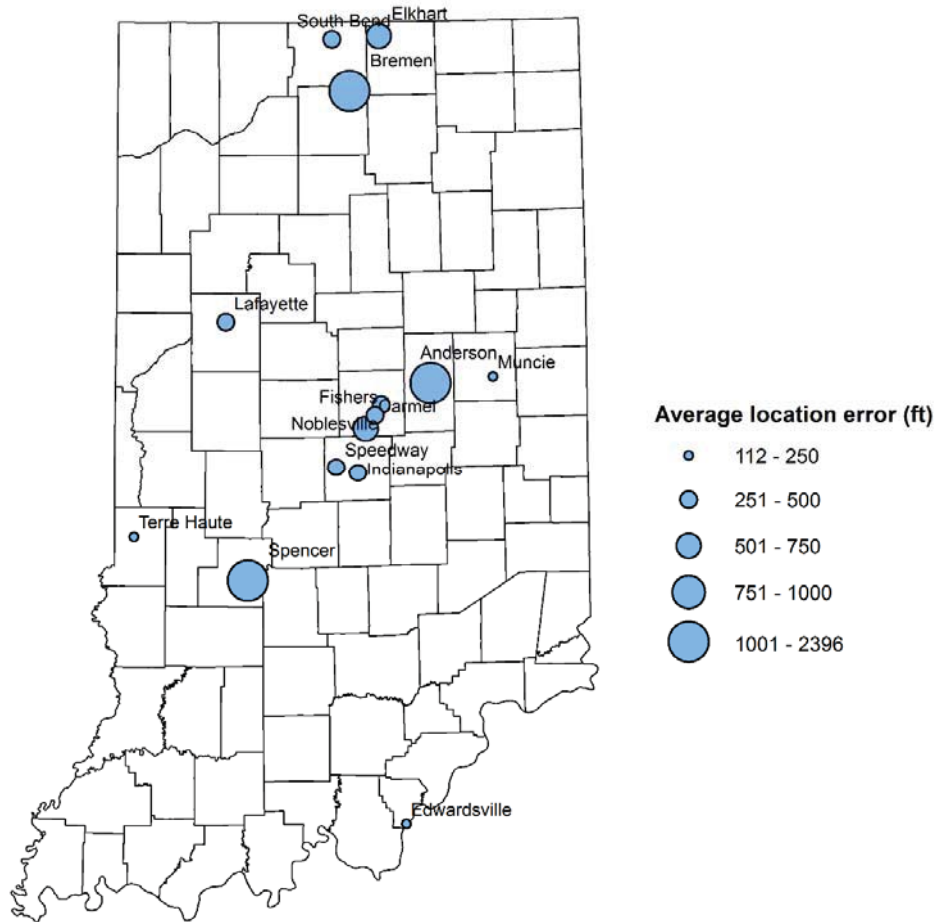 South Bend
Elkhart
Bremen
Lafayette
Anderson
Muncie
Fishers
Carmel
Noblesville
Speedway
Indianapolis
Terre Haute
Spencer
Edwardsville
Average location error (ft)
112 - 250
251 - 500
501 - 750
751 - 1000
1001 - 2396